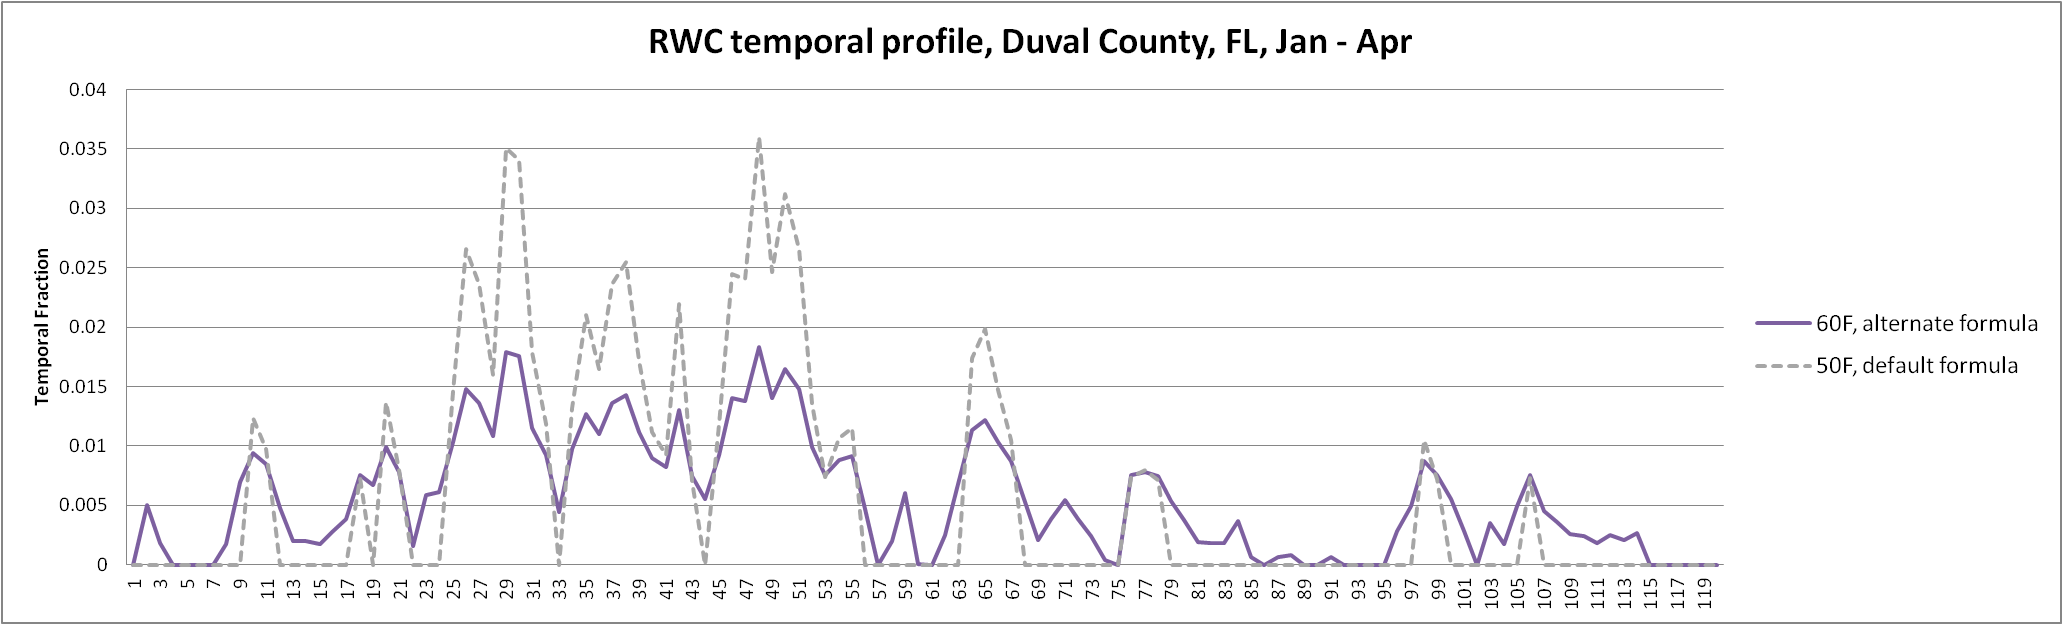 RWC temporal profile, Duval County, FL, Jan - Apr
0.04
0.035
0.03
0.025
0.02
0.015
0.01
0.005
0
Temporal Fraction
1 3 5 7 9 11 13 15 17 19 21 23 25 27 29 31 33 35 37 39 41 43 45 47 49 51 53 55 57 59 61 63 65 67 69 71 73 75 77 79 81 83 85 87 89 91 93 95 97 99 101 103 105 107 109 111 113 115 117 119
60F, alternate formula
50F, default formula